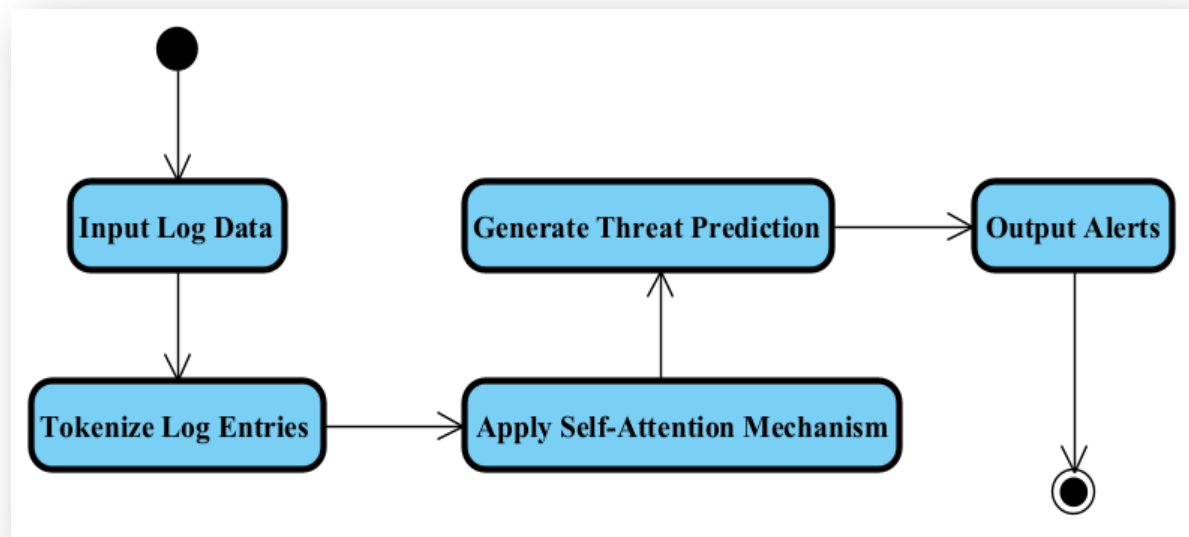 Input Log Data
Generate Threat Prediction
Output Alerts
Tokenize Log Entries
Apply Self-Attention Mechanism